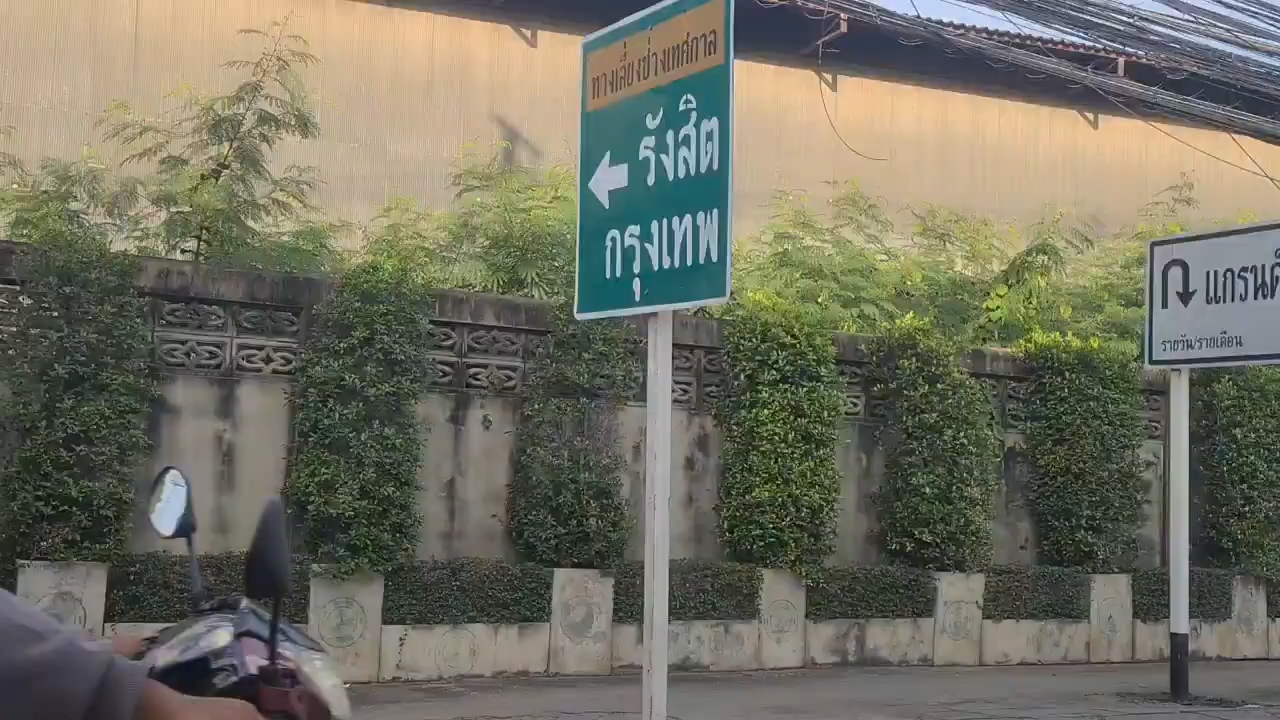 ทางเลี่ยงช่วงเทศกาล
รังสิต
กรุงเทพ
แกรนด์
รายวัน/รายเดือน